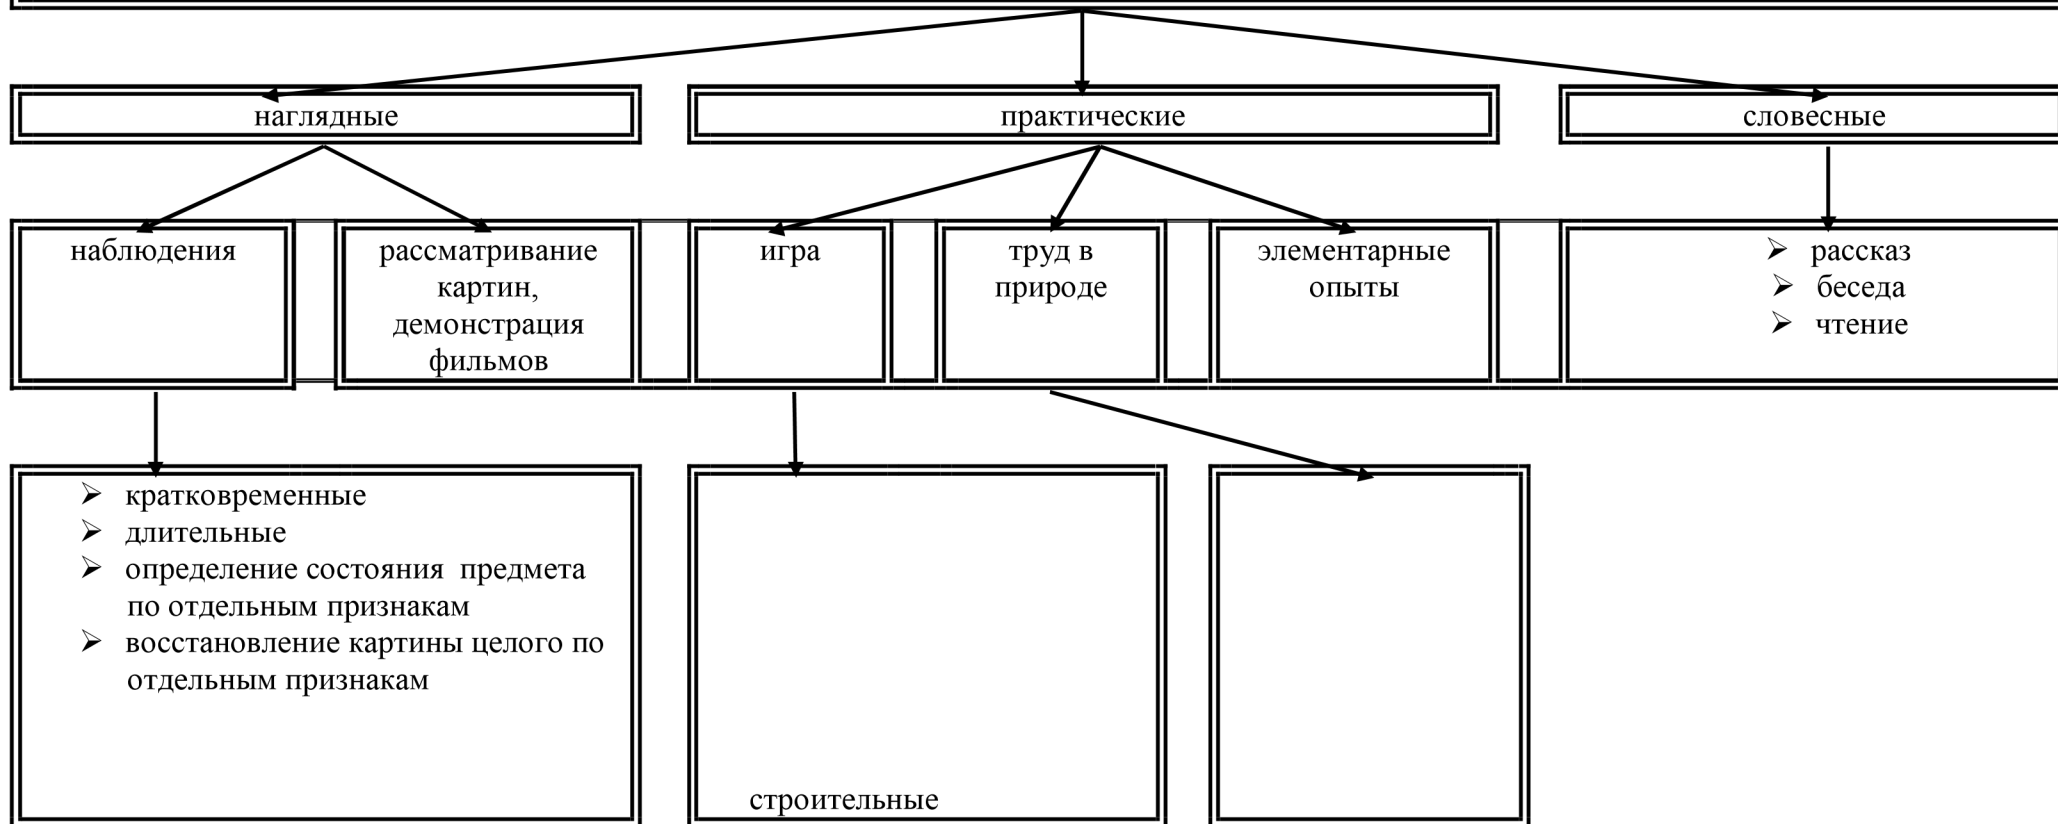 наглядные
практические
словесные
наблюдения
рассматривание
картин,
демонстрация
фильмов
игра
труд в
природе
элементарные
опыты
рассказ
беседа
чтение
кратковременные
длительные
определение состояния предмета
по отдельным признакам
восстановление картины целого по
отдельным признакам
строительные